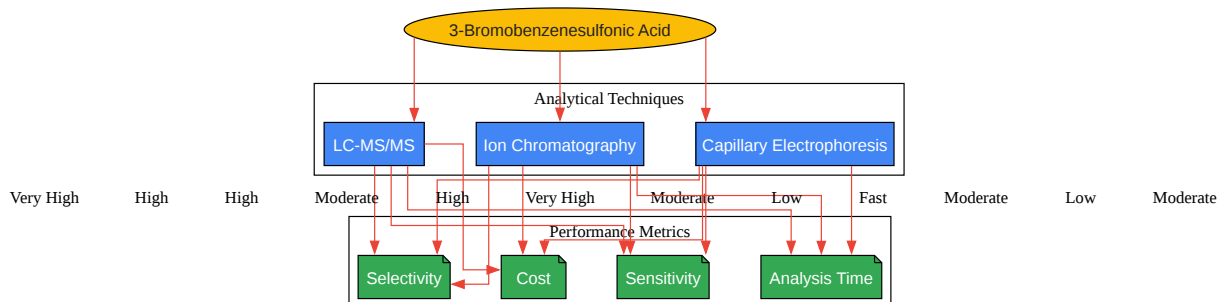 3-Bromobenzenesulfonic Acid
Analytical Techniques
LC-MS/MS Ion Chromatography Capillary Electrophoresis
Very High High High Moderate High Very High Moderate Low Fast Moderate Low Moderate
Performance Metrics
Selectivity Cost Sensitivity Analysis Time